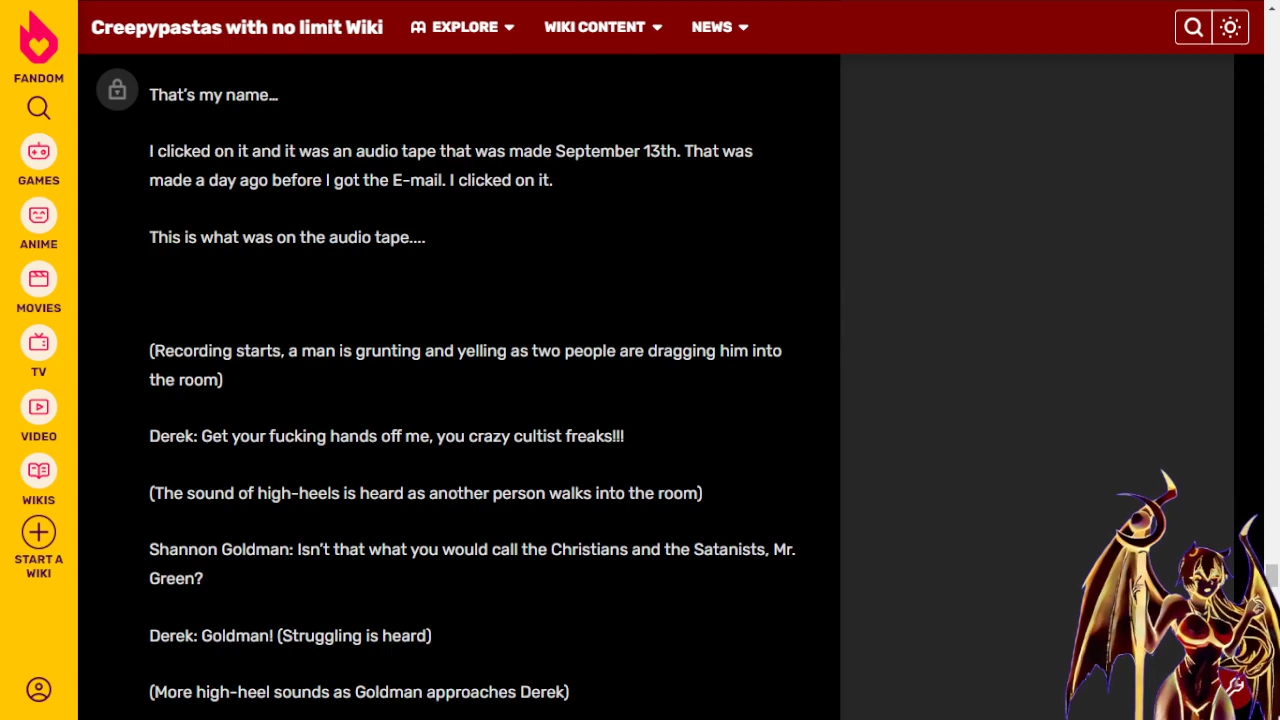 Creepypastas with no limit Wiki
EXPLORE
WIKI CONTENT
NEWS
FANDOM
GAMES
ANIME
MOVIES
TV
VIDEO
WIKIS
START A
WIKI
That's my name…
I clicked on it and it was an audio tape that was made September 13th. That was
made a day ago before I got the E-mail. I clicked on it.
This is what was on the audio tape....
(Recording starts, a man is grunting and yelling as two people are dragging him into
the room)
Derek: Get your fucking hands off me, you crazy cultist freaks!!!
(The sound of high-heels is heard as another person walks into the room)
Shannon Goldman: Isn't that what you would call the Christians and the Satanists, Mr.
Green?
Derek: Goldman! (Struggling is heard)
(More high-heel sounds as Goldman approaches Derek)